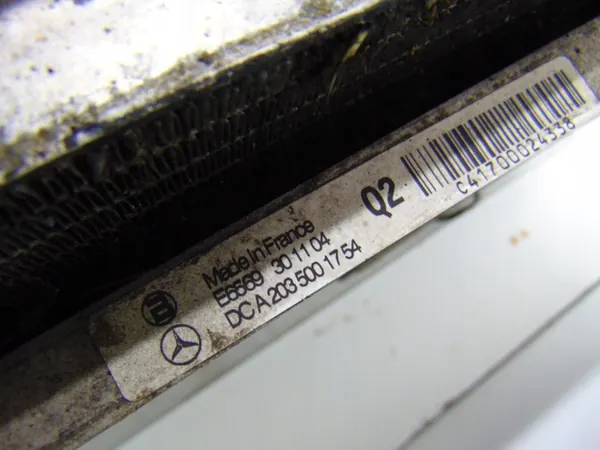 Made In France
E6569 30 11 04
DC A 203 500 17 54
Q2
C41700024338